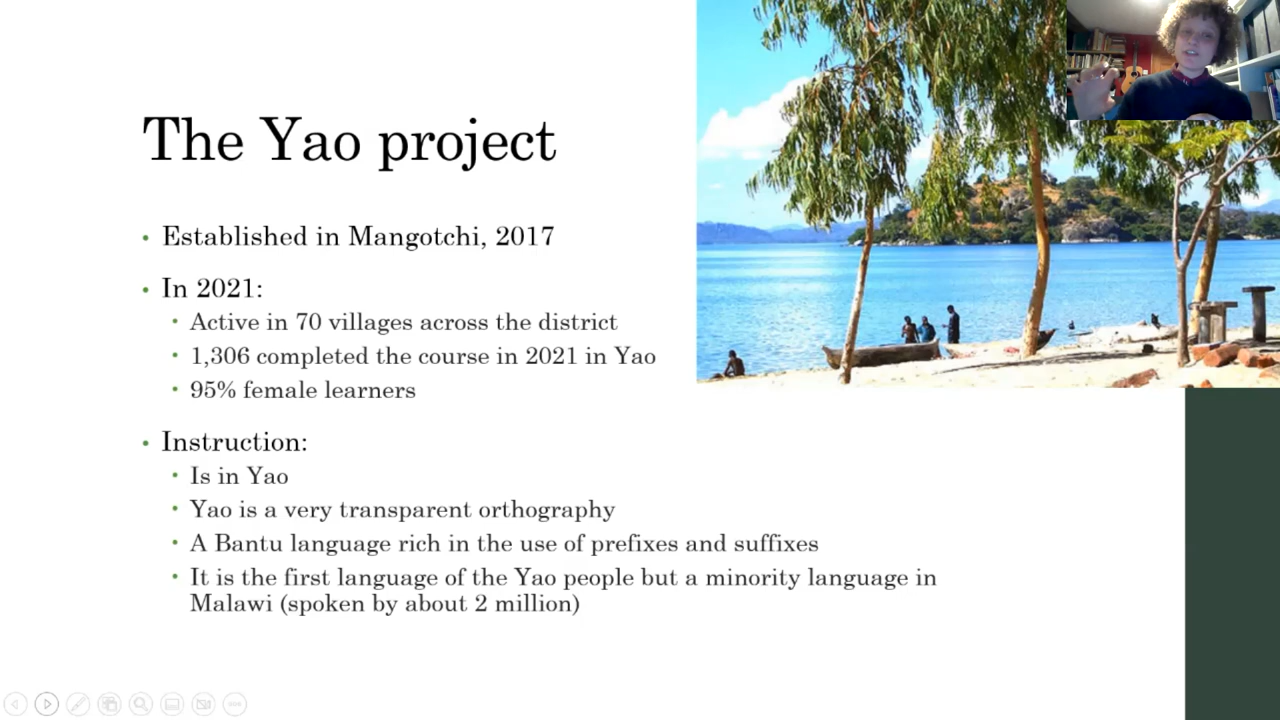 The Yao project
Established in Mangotchi, 2017
In 2021:
Active in 70 villages across the district
1,306 completed the course in 2021 in Yao
95% female learners
Instruction:
Is in Yao
Yao is a very transparent orthography
A Bantu language rich in the use of prefixes and suffixes
It is the first language of the Yao people but a minority language in
Malawi (spoken by about 2 million)